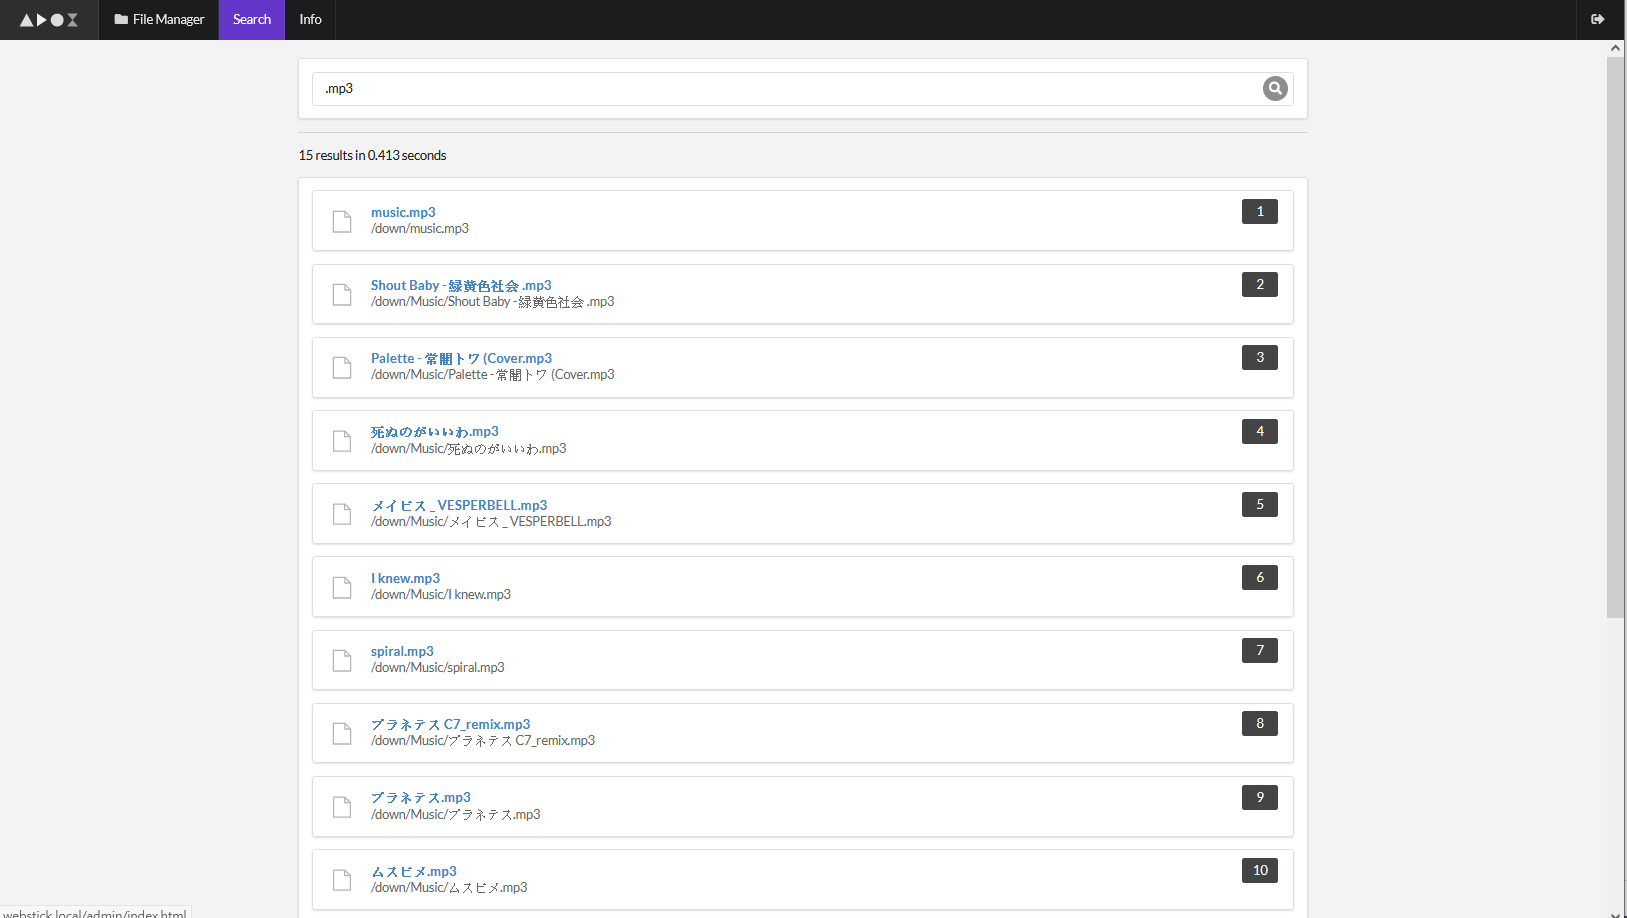 File Manager
Search
Info
.mp3
15 results in 0.413 seconds
music.mp3
/down/music.mp3
1
Shout Baby - 緑黄色社会 .mp3
/down/Music/Shout Baby - 緑黄色社会 .mp3
2
Palette - 常闇トワ (Cover.mp3
/down/Music/Palette - 常闇トワ (Cover.mp3
3
死ぬのがいいわ.mp3
/down/Music/死ぬのがいいわ.mp3
4
メイビス _ VESPERBELL.mp3
/down/Music/メイビス _ VESPERBELL.mp3
5
I knew.mp3
/down/Music/I knew.mp3
6
spiral.mp3
/down/Music/spiral.mp3
7
プラネテス C7_remix.mp3
/down/Music/プラネテス C7_remix.mp3
8
プラネテス.mp3
/down/Music/プラネテス.mp3
9
ムスビメ.mp3
/down/Music/ムスビメ.mp3
10
webstick.local/admin/index.html